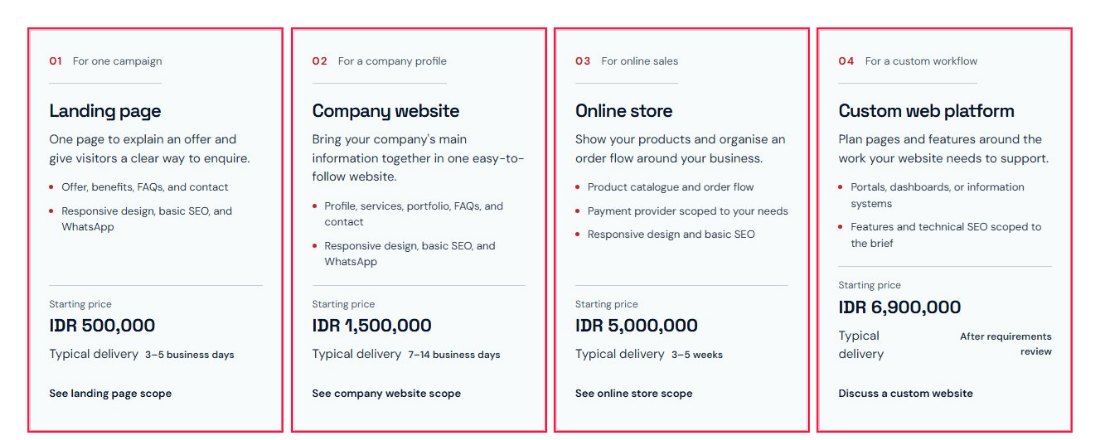 01 For one campaign
Landing page
One page to explain an offer and
give visitors a clear way to enquire.
Offer, benefits, FAQs, and contact
Responsive design, basic SEO, and
WhatsApp
Starting price
IDR 500,000
Typical delivery 3–5 business days
See landing page scope
02 For a company profile
Company website
Bring your company's main
information together in one easy-to-
follow website.
Profile, services, portfolio, FAQs, and
contact
Responsive design, basic SEO, and
WhatsApp
Starting price
IDR 1,500,000
Typical delivery 7–14 business days
See company website scope
03 For online sales
Online store
Show your products and organise an
order flow around your business.
Product catalogue and order flow
Payment provider scoped to your needs
Responsive design and basic SEO
Starting price
IDR 5,000,000
Typical delivery 3–5 weeks
See online store scope
04 For a custom workflow
Custom web platform
Plan pages and features around the
work your website needs to support.
Portals, dashboards, or information
systems
Features and technical SEO scoped to
the brief
Starting price
IDR 6,900,000
Typical
delivery
After requirements
review
Discuss a custom website